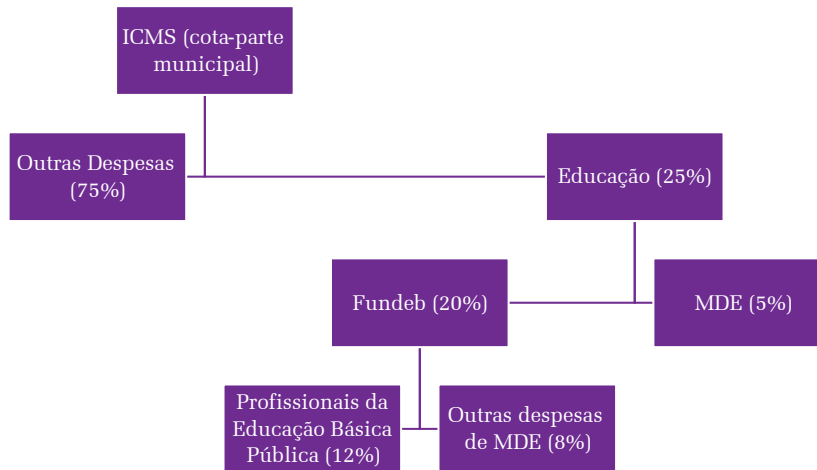 ICMS (cota-parte
municipal)
Outras Despesas
(75%)
Educação (25%)
Fundeb (20%)
MDE (5%)
Profissionais da
Educação Básica
Pública (12%)
Outras despesas
de MDE (8%)